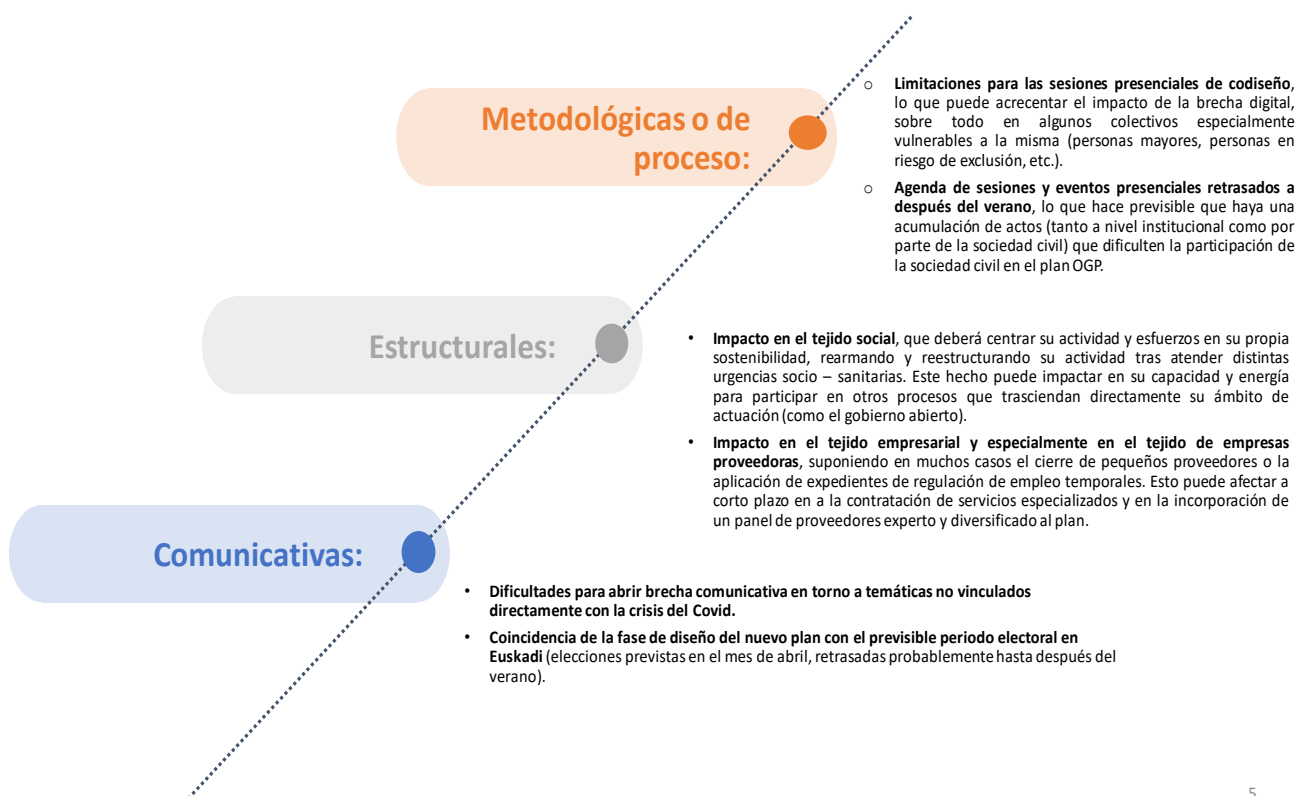 Metodológicas o de
proceso:
o Limitaciones para las sesiones presenciales de codiseño,
lo que puede acrecentar el impacto de la brecha digital,
sobre todo en algunos colectivos especialmente
vulnerables a la misma (personas mayores, personas en
riesgo de exclusión, etc.).
o Agenda de sesiones y eventos presenciales retrasados a
después del verano, lo que hace previsible que haya una
acumulación de actos (tanto a nivel institucional como por
parte de la sociedad civil) que dificulten la participación de
la sociedad civil en el plan OGP.
Estructurales:
• Impacto en el tejido social, que deberá centrar su actividad y esfuerzos en su propia
sostenibilidad, rearmando y reestructurando su actividad tras atender distintas
urgencias socio – sanitarias. Este hecho puede impactar en su capacidad y energía
para participar en otros procesos que trasciendan directamente su ámbito de
actuación (como el gobierno abierto).
• Impacto en el tejido empresarial y especialmente en el tejido de empresas
proveedoras, suponiendo en muchos casos el cierre de pequeños proveedores o la
aplicación de expedientes de regulación de empleo temporales. Esto puede afectar a
corto plazo en a la contratación de servicios especializados y en la incorporación de
un panel de proveedores experto y diversificado al plan.
Comunicativas:
• Dificultades para abrir brecha comunicativa en torno a temáticas no vinculados
directamente con la crisis del Covid.
• Coincidencia de la fase de diseño del nuevo plan con el previsible periodo electoral en
Euskadi (elecciones previstas en el mes de abril, retrasadas probablemente hasta después del
verano).
5